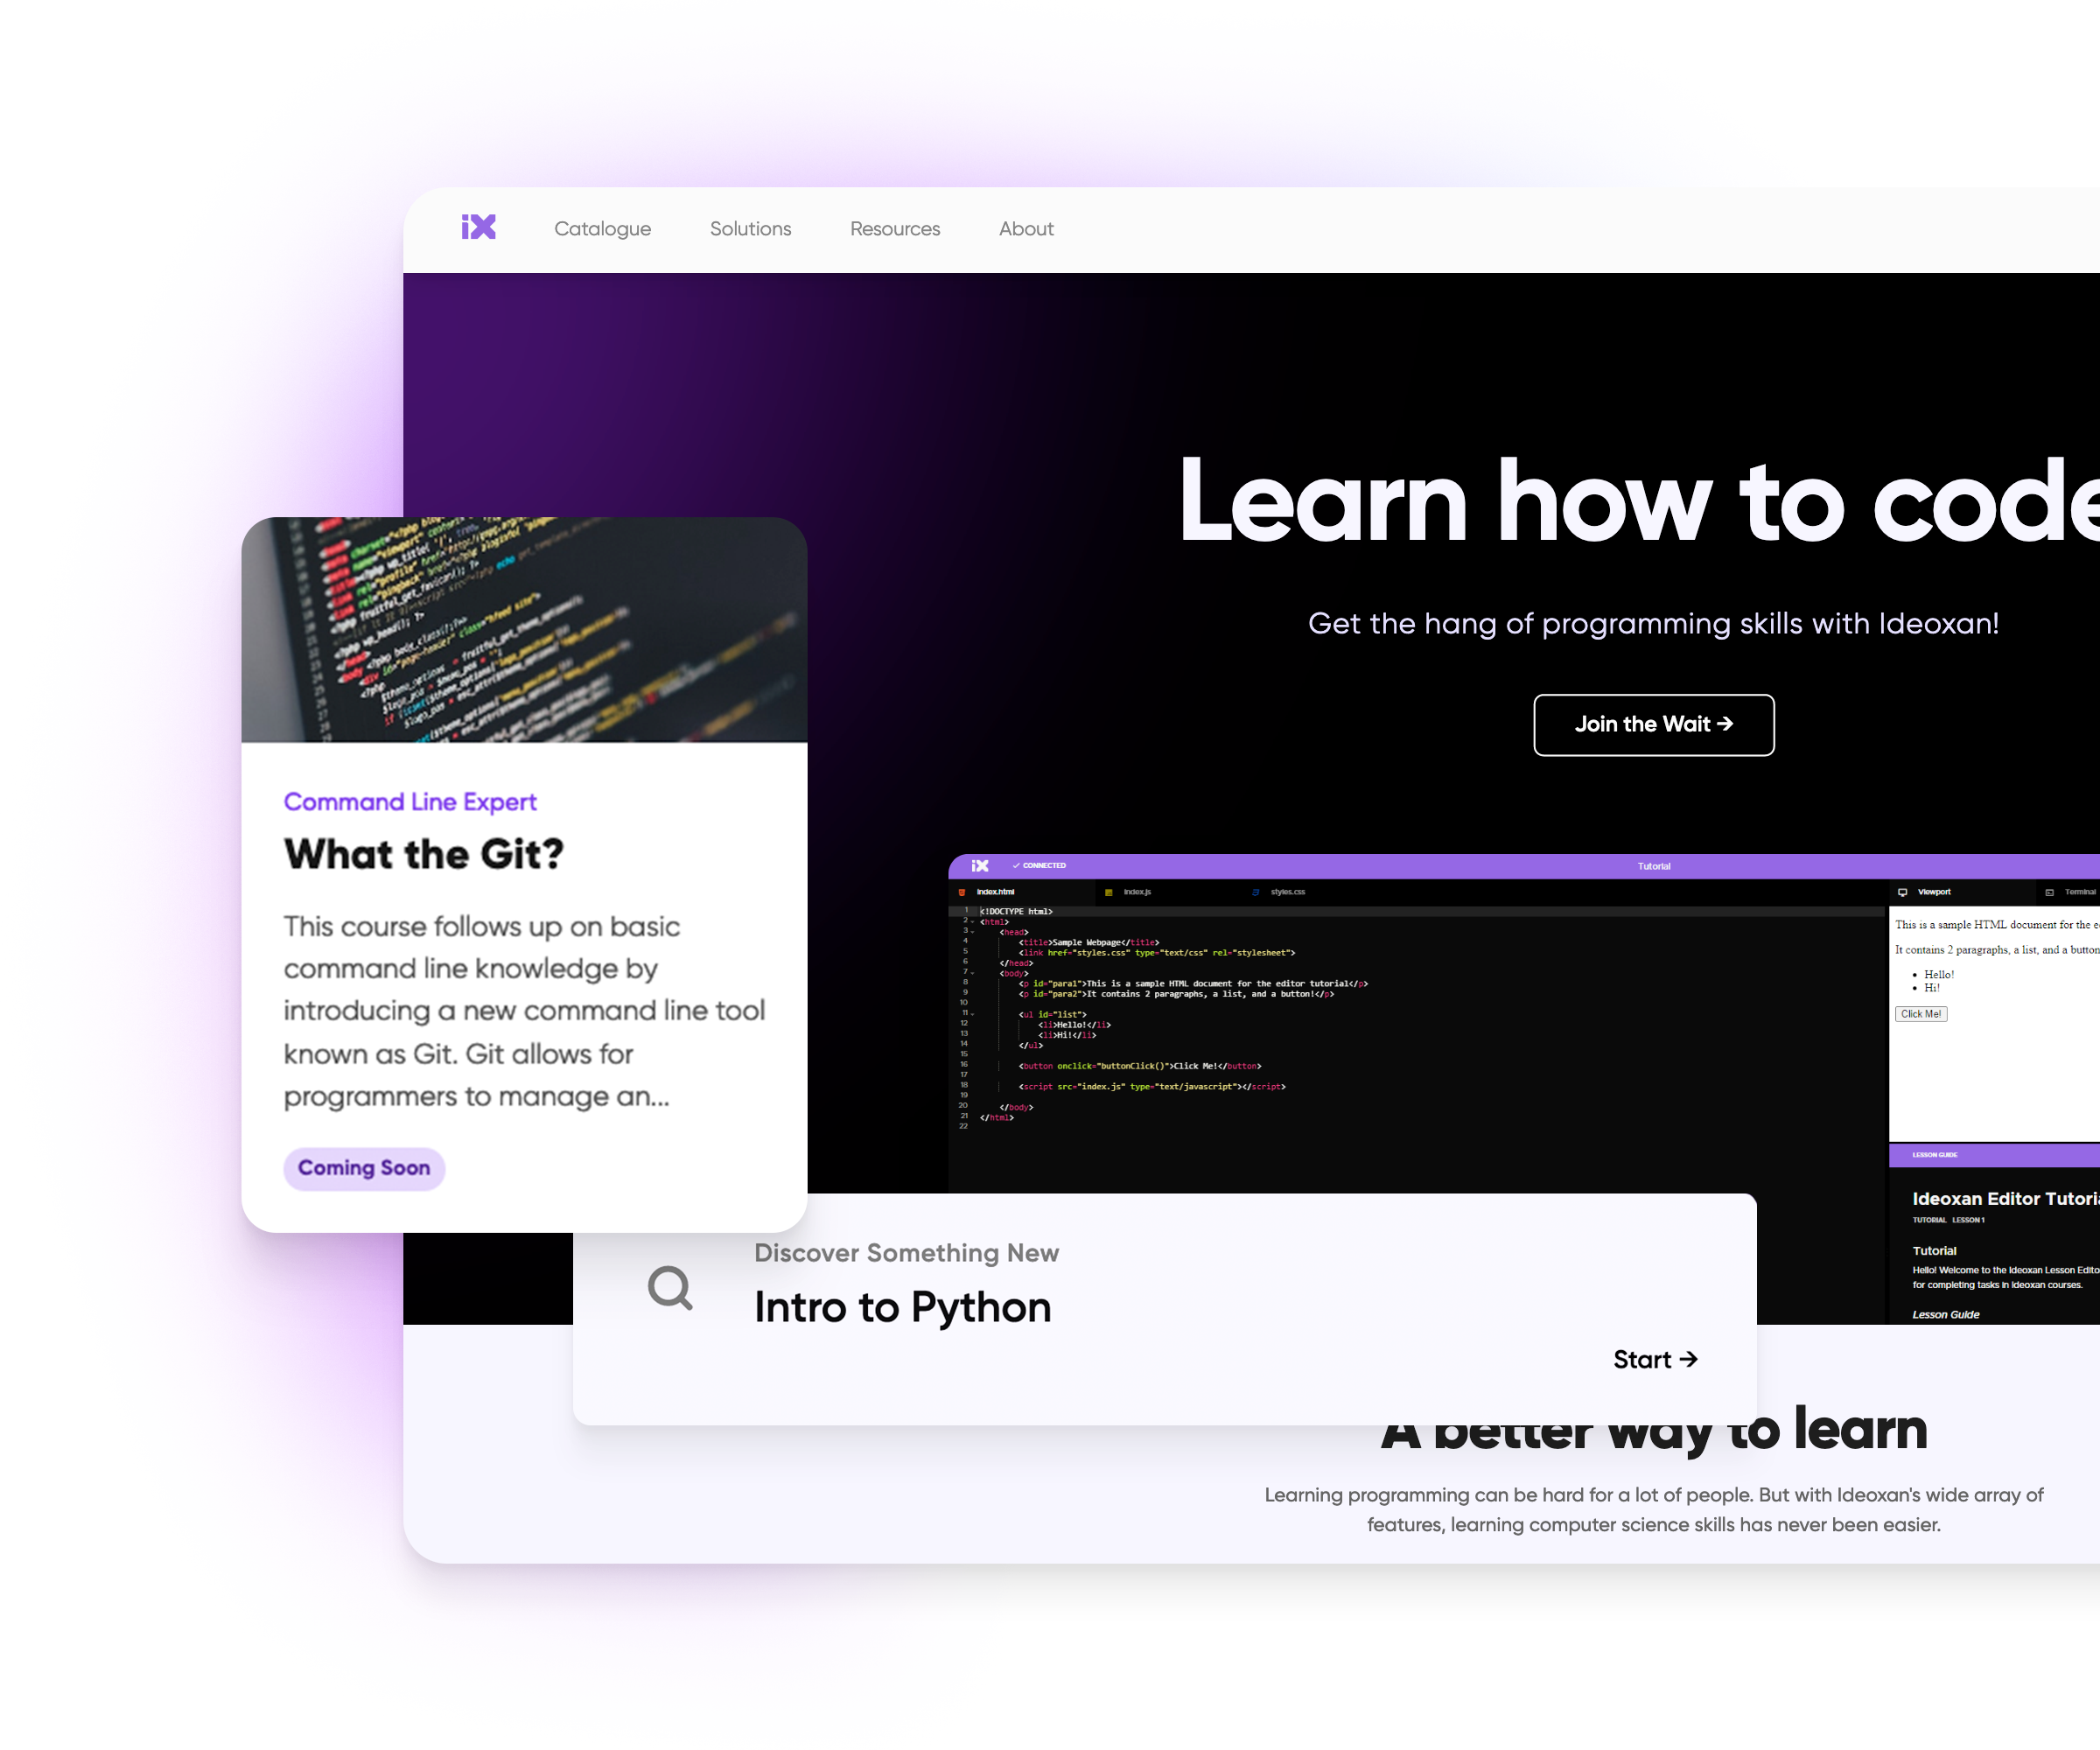 iX
Catalogue
Solutions
Resources
About
Learn how to code
Get the hang of programming skills with Ideoxan!
Join the Wait →
Command Line Expert
What the Git?
This course follows up on basic
command line knowledge by
introducing a new command line tool
known as Git. Git allows for
programmers to manage an...
Coming Soon
iX
✓ CONNECTED
Tutorial
index.html
index.js
styles.css
1 <!DOCTYPE html>
2 <html>
3 <head>
4 <title>Sample Webpage</title>
5 <link href="styles.css" type="text/css" rel="stylesheet">
6 </head>
7 <body>
8 <p id="para1">This is a sample HTML document for the editor tutorial</p>
9 <p id="para2">It contains 2 paragraphs, a list, and a button!</p>
10
11 <ul id="list">
12 <li>Hello!</li>
13 <li>Hi!</li>
14 </ul>
15
16 <button onclick="buttonClick()">Click Me!</button>
17
18 <script src="index.js" type="text/javascript"></script>
19
20 </body>
21 </html>
22
Viewport
Terminal
This is a sample HTML document for the
It contains 2 paragraphs, a list, and a button
• Hello!
• Hi!
Click Me!
LESSON GUIDE
Ideoxan Editor Tutoria
TUTORIAL LESSON 1
Tutorial
Hello! Welcome to the Ideoxan Lesson Edito
for completing tasks in Ideoxan courses.
Lesson Guide
Discover Something New
Intro to Python
Start →
A better way to learn
Learning programming can be hard for a lot of people. But with Ideoxan's wide array of
features, learning computer science skills has never been easier.